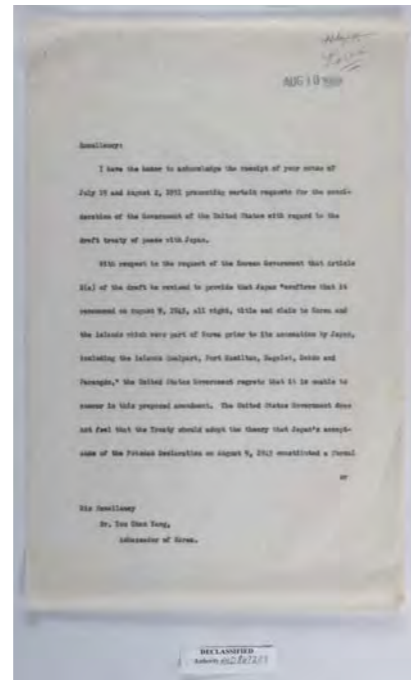 AUG 10 1951
Excellency:
I have the honor to acknowledge the receipt of your notes of
July 19 and August 2, 1951 presenting certain requests for the consi-
deration of the Government of the United States with regard to the
draft treaty of peace with Japan.
With respect to the request of the Korean Government that Article
2(a) of the draft be revised to provide that Japan "confirms that it
renounced on August 9, 1945, all right, title and claim to Korea and
the islands which were part of Korea prior to its annexation by Japan,
including the islands Quelpart, Port Hamilton, Dagelet, Dokdo and
Parangdo," the United States Government regrets that it is unable to
concur in this proposed amendment. The United States Government does
not feel that the Treaty should adopt the theory that Japan's accept-
ance of the Potsdam Declaration on August 9, 1945 constituted a formal
or
His Excellency
Dr. You Chan Yang,
Ambassador of Korea.
DECLASSIFIED
Authority